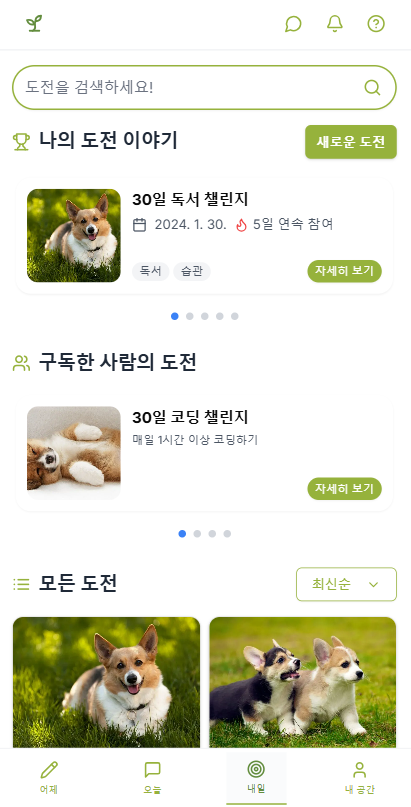 도전을 검색하세요!
나의 도전 이야기
새로운 도전
30일 독서 챌린지
2024. 1. 30. 5일 연속 참여
독서 습관
자세히 보기
구독한 사람의 도전
30일 코딩 챌린지
매일 1시간 이상 코딩하기
자세히 보기
모든 도전
최신순
어제 오늘 내일 내 공간